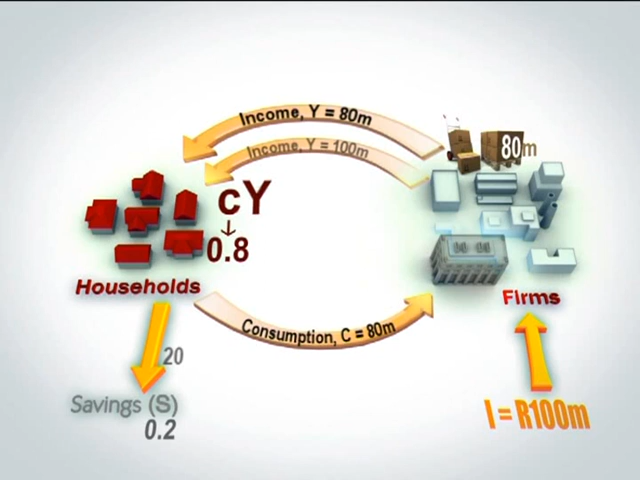 Income, Y = 80m
Income, Y = 100m
80m
cY
0.8
Households
Firms
Consumption, C = 80m
20
Savings (S)
0.2
I = R100m